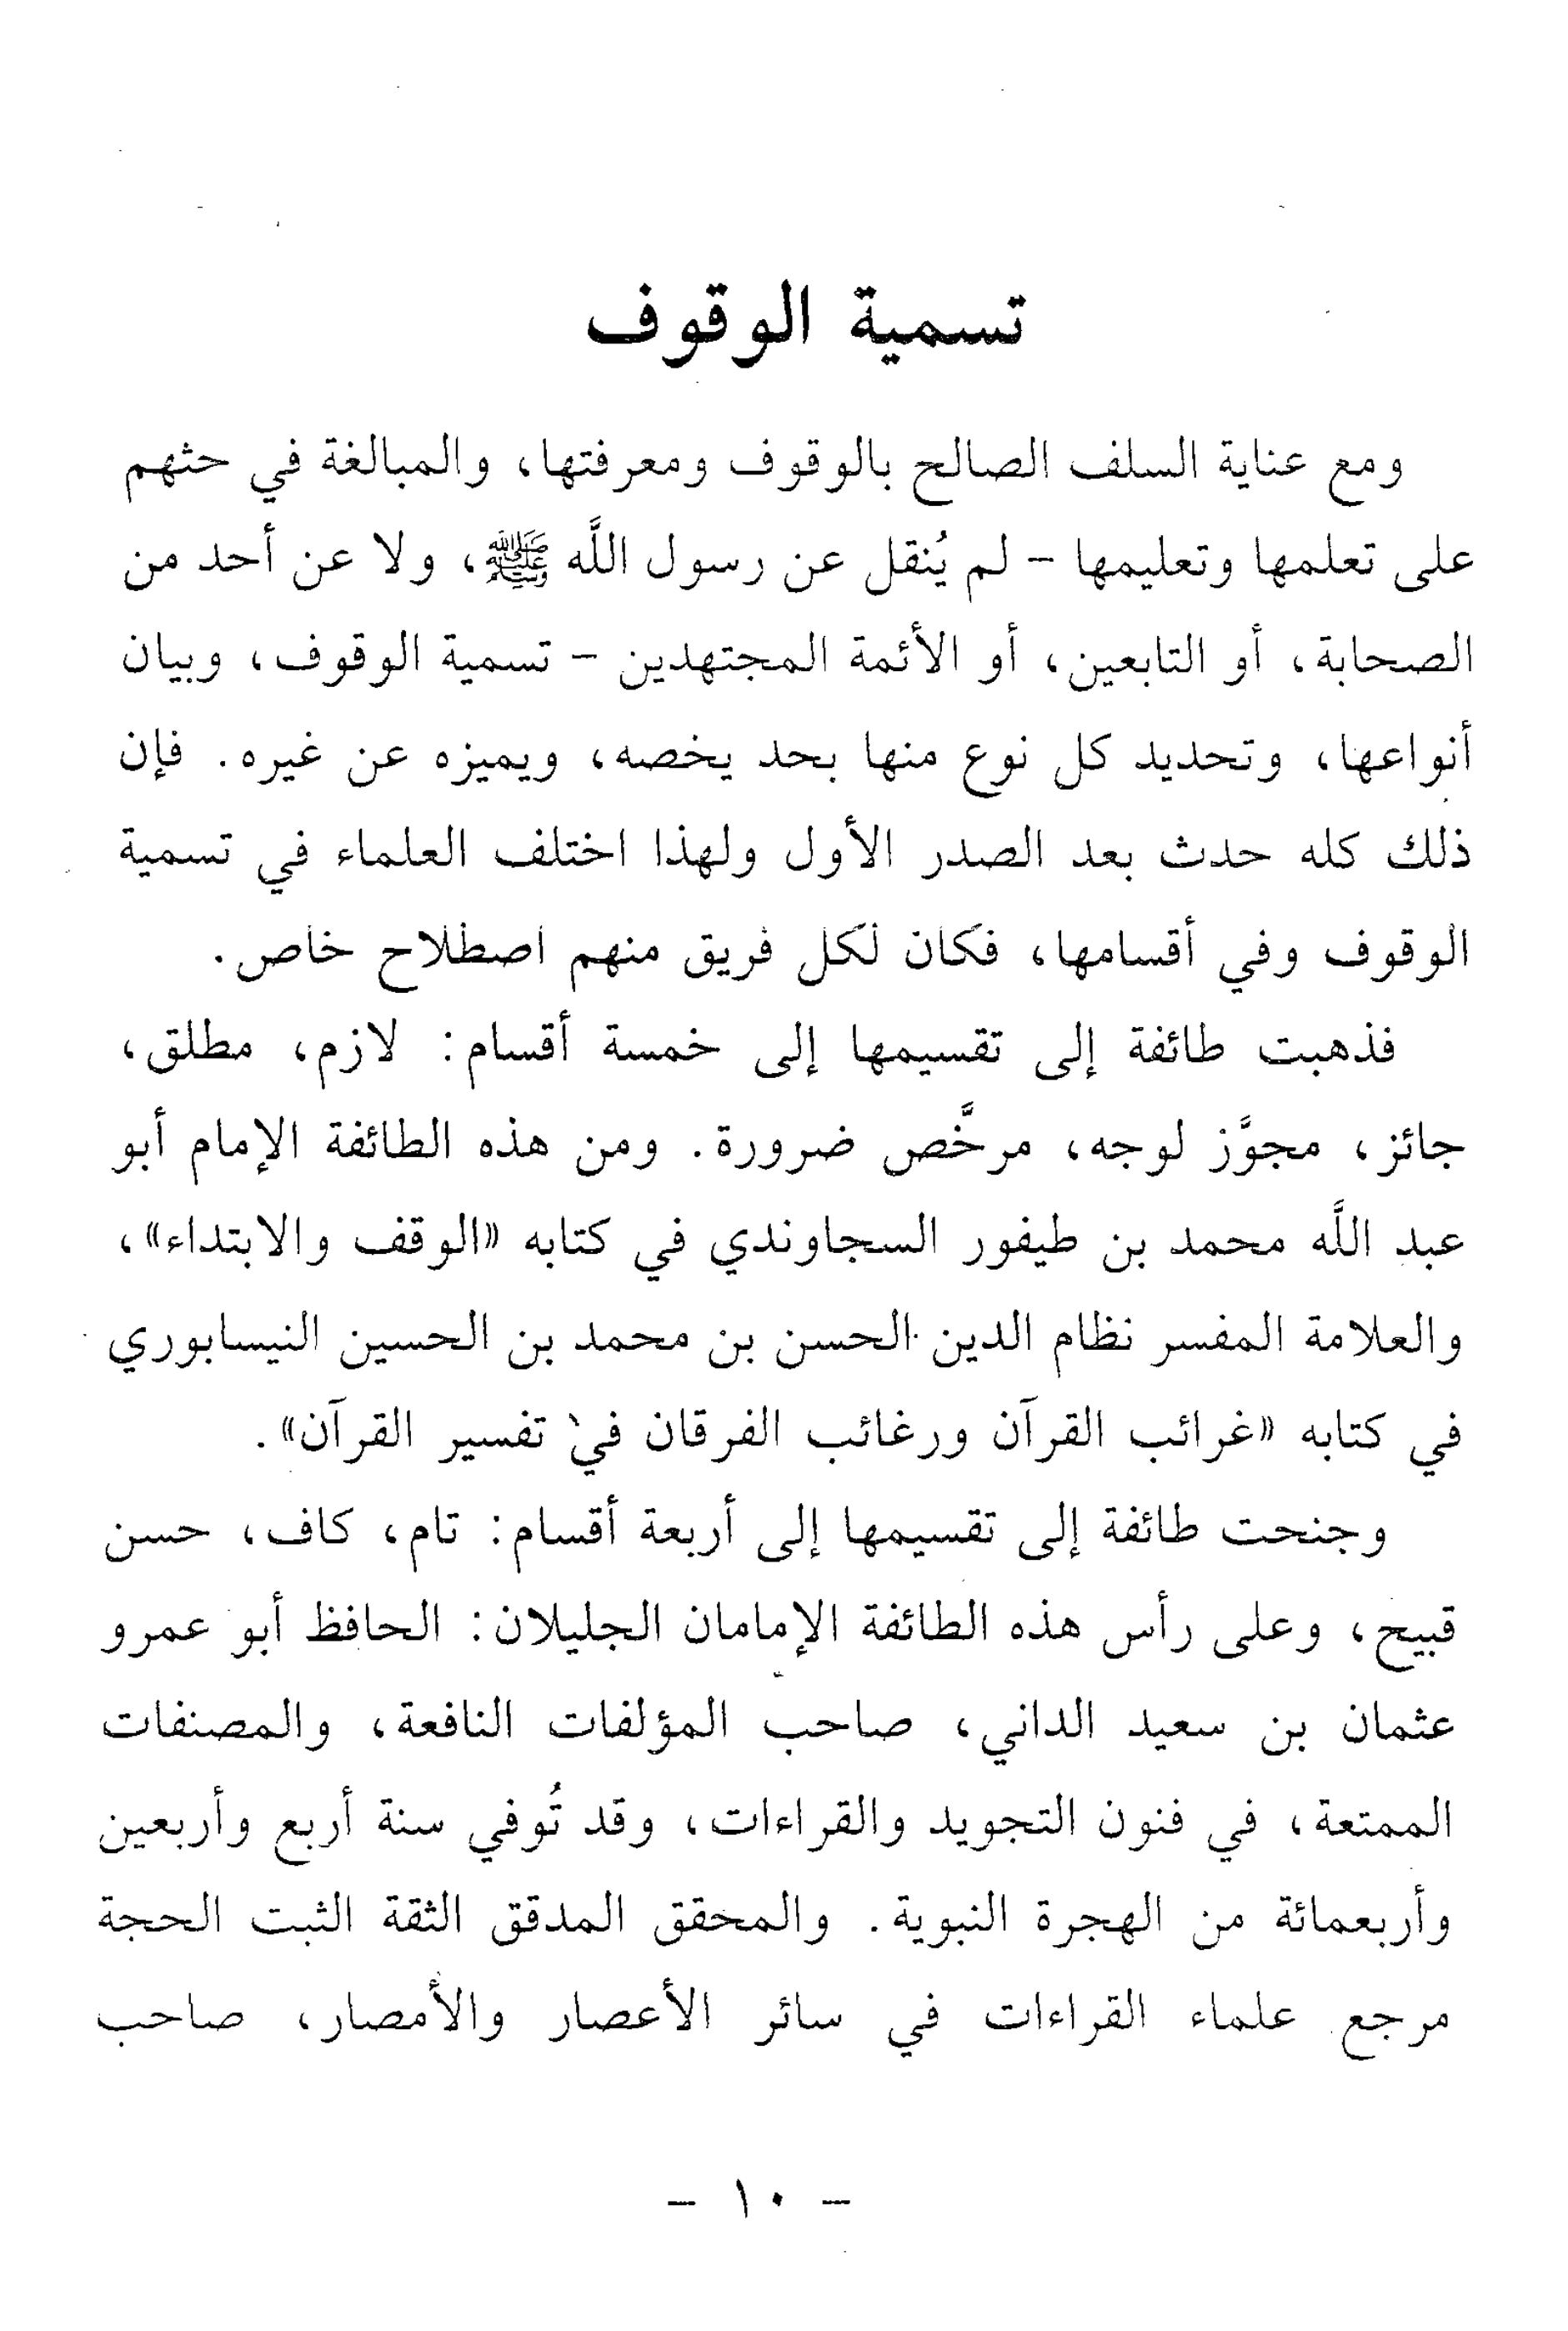 تسمية الوقوف
ومع عناية السلف الصالح بالوقوف ومعرفتها، والمبالغة في حثهم
على تعلمها وتعليمها - لم يُنقل عن رسول اللَّه ﷺ، ولا عن أحد من
الصحابة، أو التابعين، أو الأئمة المجتهدين - تسمية الوقوف، وبيان
أنواعها، وتحديد كل نوع منها بحد يخصه، ويميزه عن غيره. فإن
ذلك كله حدث بعد الصدر الأول ولهذا اختلف العلماء في تسمية
الوقوف وفي أقسامها، فكان لكل فريق منهم اصطلاح خاص.
فذهبت طائفة إلى تقسيمها إلى خمسة أقسام: لازم، مطلق،
جائز، مجوَّز لوجه، مرخَّص ضرورة. ومن هذه الطائفة الإمام أبو
عبد اللَّه محمد بن طيفور السجاوندي في كتابه «الوقف والابتداء»،
والعلامة المفسر نظام الدين الحسن بن محمد بن الحسين النيسابوري
في كتابه «غرائب القرآن ورغائب الفرقان في تفسير القرآن».
وجنحت طائفة إلى تقسيمها إلى أربعة أقسام: تام، كاف، حسن
قبيح، وعلى رأس هذه الطائفة الإمامان الجليلان: الحافظ أبو عمرو
عثمان بن سعيد الداني، صاحب المؤلفات النافعة، والمصنفات
الممتعة، في فنون التجويد والقراءات، وقد تُوفي سنة أربع وأربعين
وأربعمائة من الهجرة النبوية. والمحقق المدقق الثقة الثبت الحجة
مرجع علماء القراءات في سائر الأعصار والأمصار، صاحب
- ١٠ -